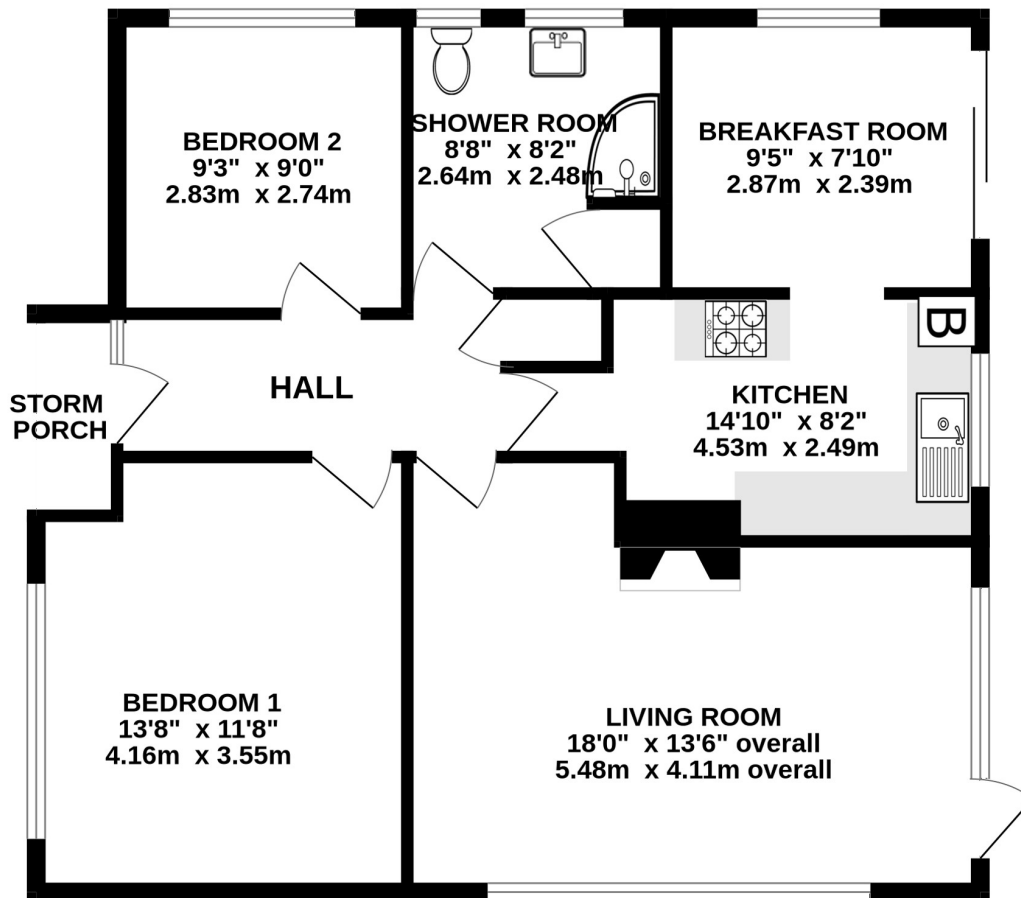 BEDROOM 2
9'3" x 9'0"
2.83m x 2.74m
SHOWER ROOM
8'8" x 8'2"
2.64m x 2.48m
BREAKFAST ROOM
9'5" x 7'10"
2.87m x 2.39m
B
STORM
PORCH
HALL
KITCHEN
14'10" x 8'2"
4.53m x 2.49m
BEDROOM 1
13'8" x 11'8"
4.16m x 3.55m
LIVING ROOM
18'0" x 13'6" overall
5.48m x 4.11m overall